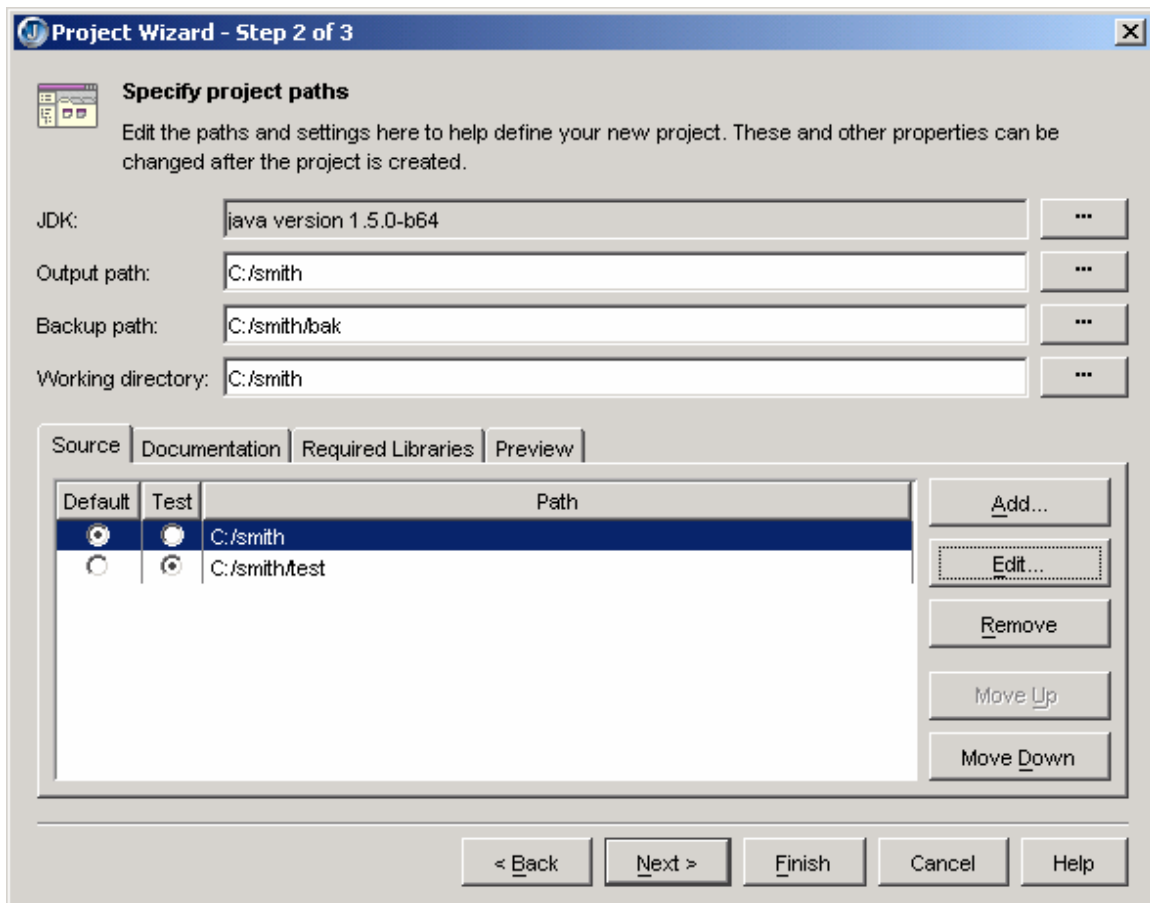 Project Wizard - Step 2 of 3
Specify project paths
Edit the paths and settings here to help define your new project. These and other properties can be
changed after the project is created.
JDK: java version 1.5.0-b64 ...
Output path: C:/smith ...
Backup path: C:/smith/bak ...
Working directory: C:/smith ...
Source Documentation Required Libraries Preview
Default Test Path
C:/smith
C:/smith/test
Add...
Edit...
Remove
Move Up
Move Down
< Back Next > Finish Cancel Help